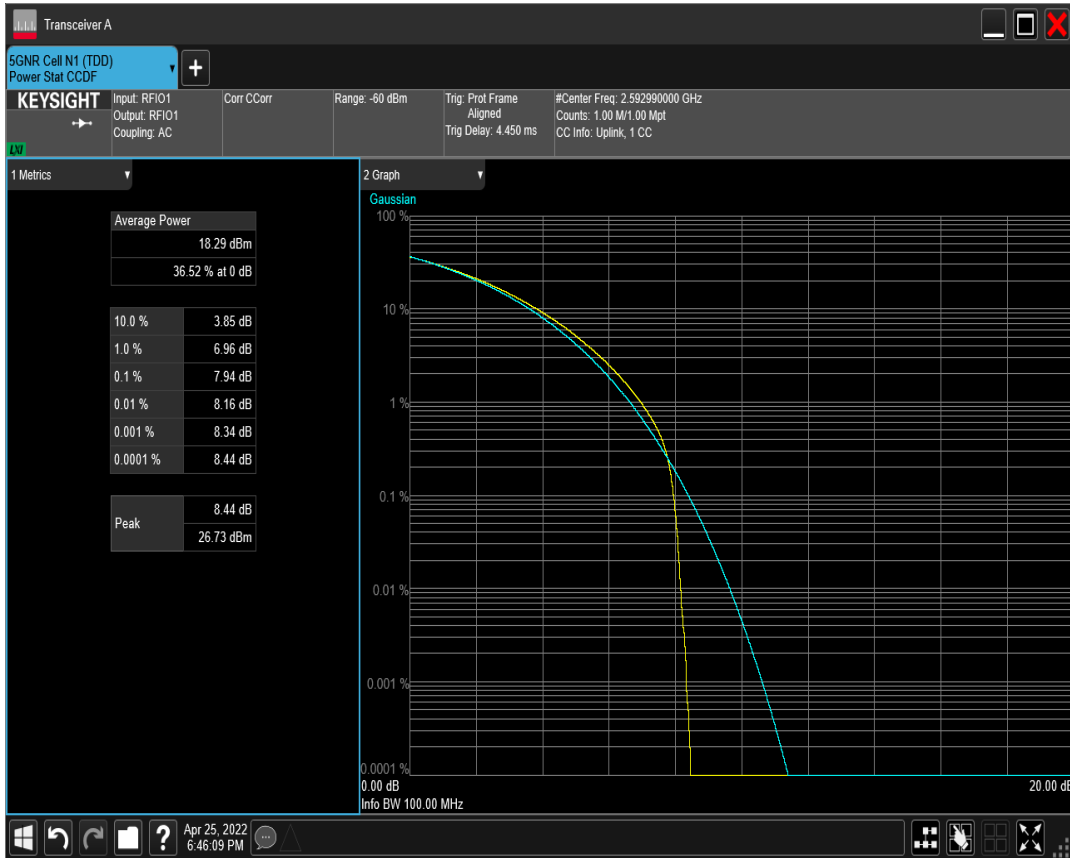 Transceiver A
5GNR Cell N1 (TDD)
Power Stat CCDF
+
KEYSIGHT
LXI
Input: RFIO1
Output: RFIO1
Coupling: AC
Corr CCorr
Range: -60 dBm
Trig: Prot Frame
Aligned
Trig Delay: 4.450 ms
#Center Freq: 2.592990000 GHz
Counts: 1.00 M/1.00 Mpt
CC Info: Uplink, 1 CC
1 Metrics
Average Power
18.29 dBm
36.52 % at 0 dB
10.0 % 3.85 dB
1.0 % 6.96 dB
0.1 % 7.94 dB
0.01 % 8.16 dB
0.001 % 8.34 dB
0.0001 % 8.44 dB
Peak
8.44 dB
26.73 dBm
2 Graph
Gaussian
100 %
10 %
1 %
0.1 %
0.01 %
0.001 %
0.0001 %
0.00 dB 20.00 dB
Info BW 100.00 MHz
?
Apr 25, 2022
6:46:09 PM